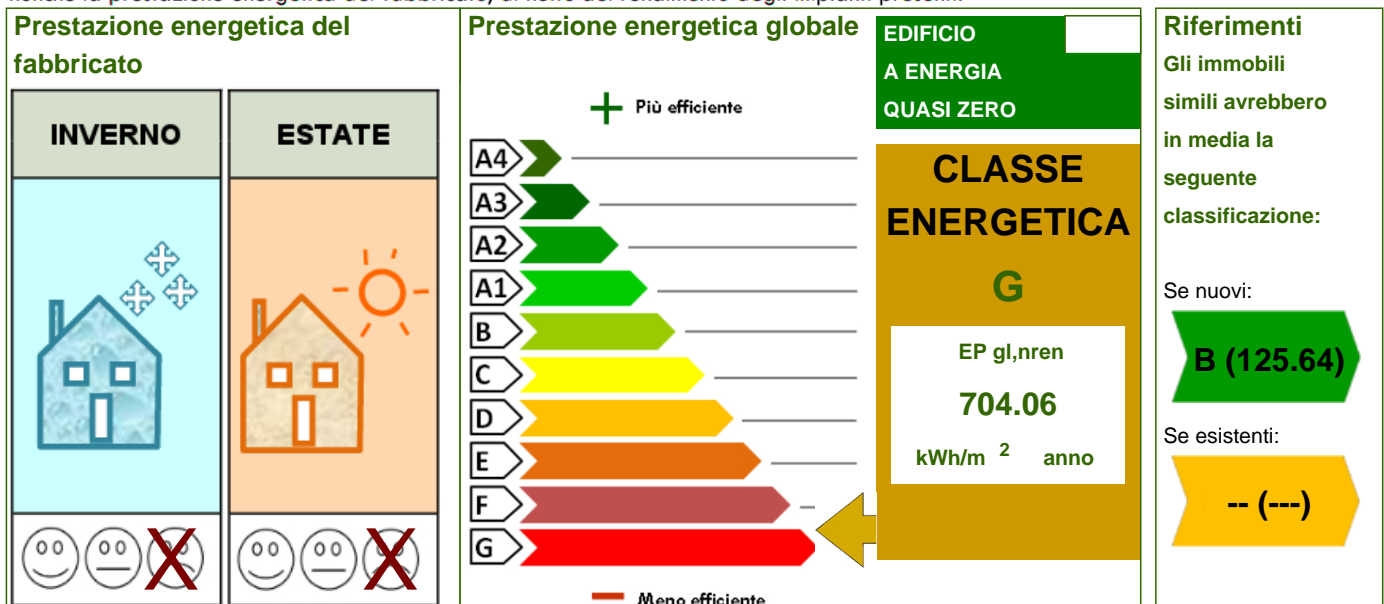 Prestazione energetica del
fabbricato
INVERNO
ESTATE
Prestazione energetica globale
Più efficiente
A4
A3
A2
A1
B
C
D
E
F
G
Meno efficiente
EDIFICIO
A ENERGIA
QUASI ZERO
CLASSE
ENERGETICA
G
EP gl,nren
704.06
kWh/m 2 anno
Riferimenti
Gli immobili
simili avrebbero
in media la
seguente
classificazione:
Se nuovi:
B (125.64)
Se esistenti:
-- (---)